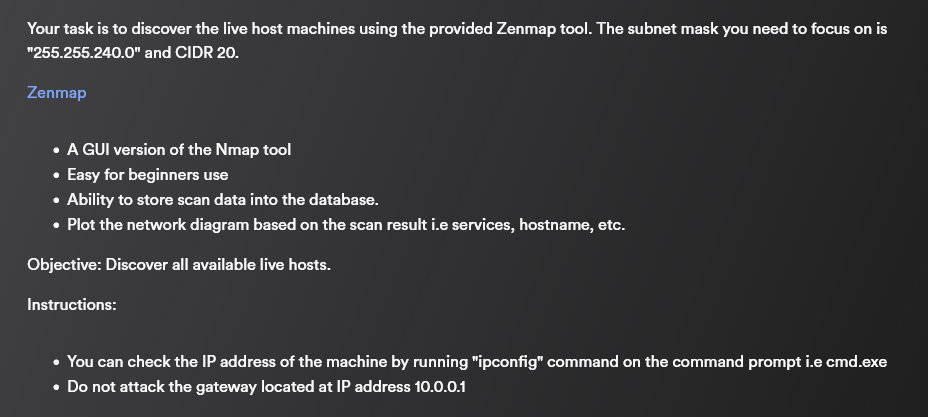 Your task is to discover the live host machines using the provided Zenmap tool. The subnet mask you need to focus on is
"255.255.240.0" and CIDR 20.
Zenmap
• A GUI version of the Nmap tool
• Easy for beginners use
• Ability to store scan data into the database.
• Plot the network diagram based on the scan result i.e services, hostname, etc.
Objective: Discover all available live hosts.
Instructions:
• You can check the IP address of the machine by running "ipconfig" command on the command prompt i.e cmd.exe
• Do not attack the gateway located at IP address 10.0.0.1